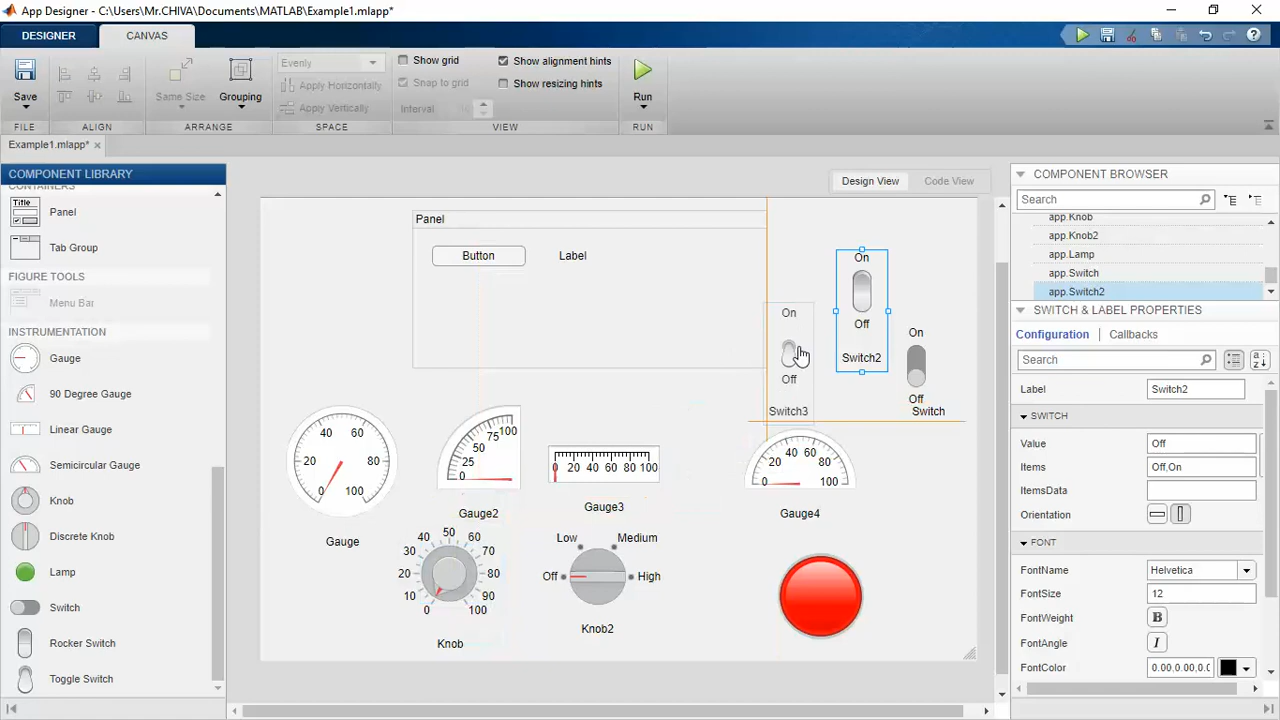 App Designer - C:\Users\Mr.CHIVA\Documents\MATLAB\Example1.mlapp*
DESIGNER
CANVAS
Save
FILE
ALIGN
Same Size
Grouping
ARRANGE
Evenly
Apply Horizontally
Apply Vertically
SPACE
Show grid
Snap to grid
Interval
Show alignment hints
Show resizing hints
VIEW
Run
RUN
Example1.mlapp*
COMPONENT LIBRARY
CONTAINERS
Title
Panel
Tab Group
FIGURE TOOLS
Menu Bar
INSTRUMENTATION
Gauge
90 Degree Gauge
Linear Gauge
Semicircular Gauge
Knob
Discrete Knob
Lamp
Switch
Rocker Switch
Toggle Switch
Design View
Code View
Panel
Button
Label
On
Off
Switch2
On
Off
Switch3
On
Off
Switch
0 20 40 60 80 100
Gauge
0 25 50 75 100
Gauge2
0 20 40 60 80 100
Gauge3
0 20 40 60 80 100
Gauge4
0 10 20 30 40 50 60 70 80 90 100
Knob
Off Low Medium High
Knob2
COMPONENT BROWSER
Search
app.Knob
app.Knob2
app.Lamp
app.Switch
app.Switch2
SWITCH & LABEL PROPERTIES
Configuration
Callbacks
Search
Label Switch2
SWITCH
Value Off
Items Off,On
ItemsData
Orientation
FONT
FontName Helvetica
FontSize 12
FontWeight B
FontAngle I
FontColor 0.00,0.00,0.(